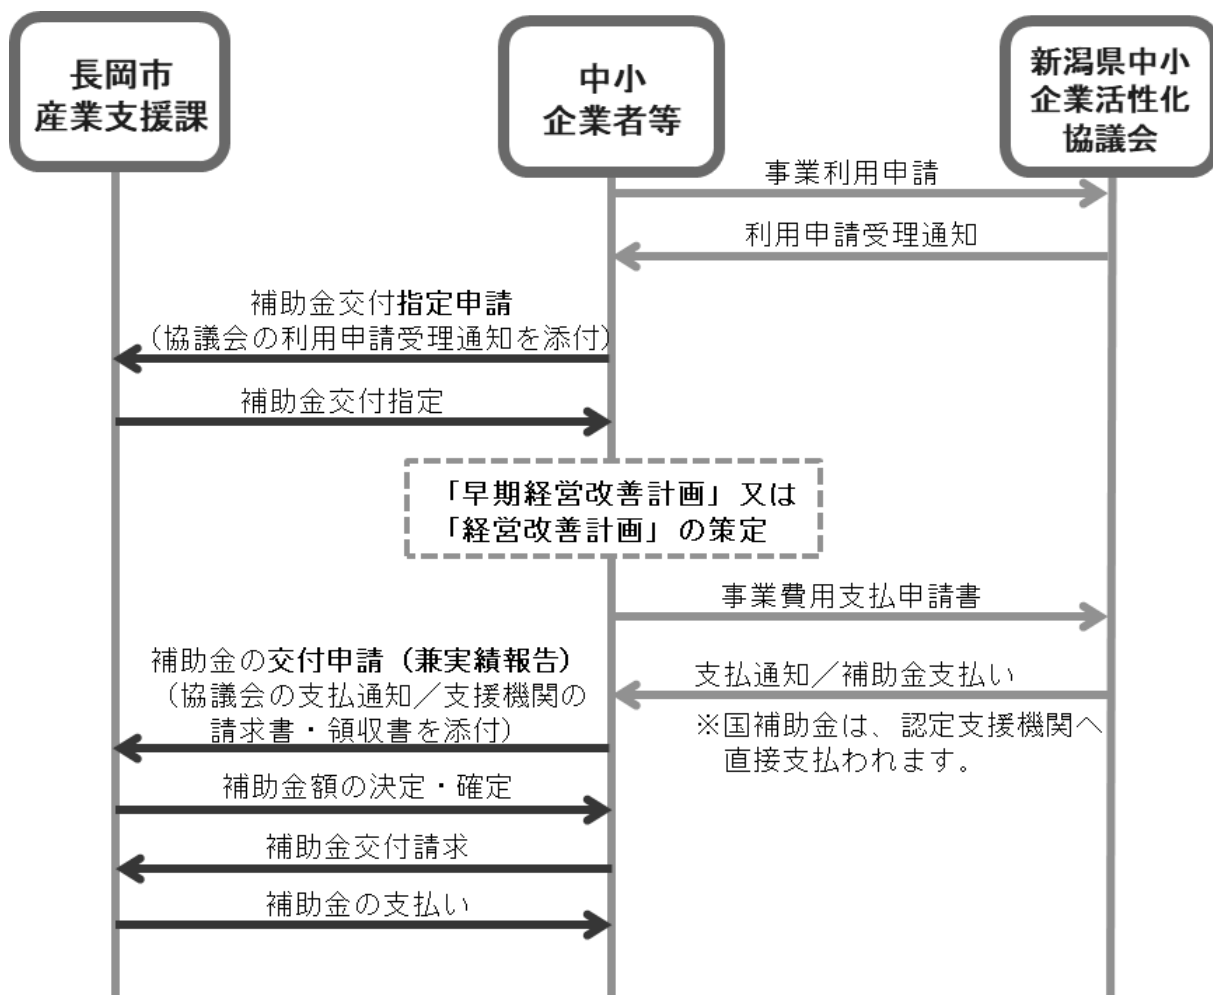 長岡市
産業支援課
中小
企業者等
新潟県中小
企業活性化
協議会
事業利用申請
利用申請受理通知
補助金交付指定申請
(協議会の利用申請受理通知を添付)
補助金交付指定
「早期経営改善計画」又は
「経営改善計画」の策定
事業費用支払申請書
補助金の交付申請(兼実績報告)
(協議会の支払通知/支援機関の
請求書・領収書を添付)
支払通知/補助金支払い
※国補助金は、認定支援機関へ
直接支払われます。
補助金額の決定・確定
補助金交付請求
補助金の支払い